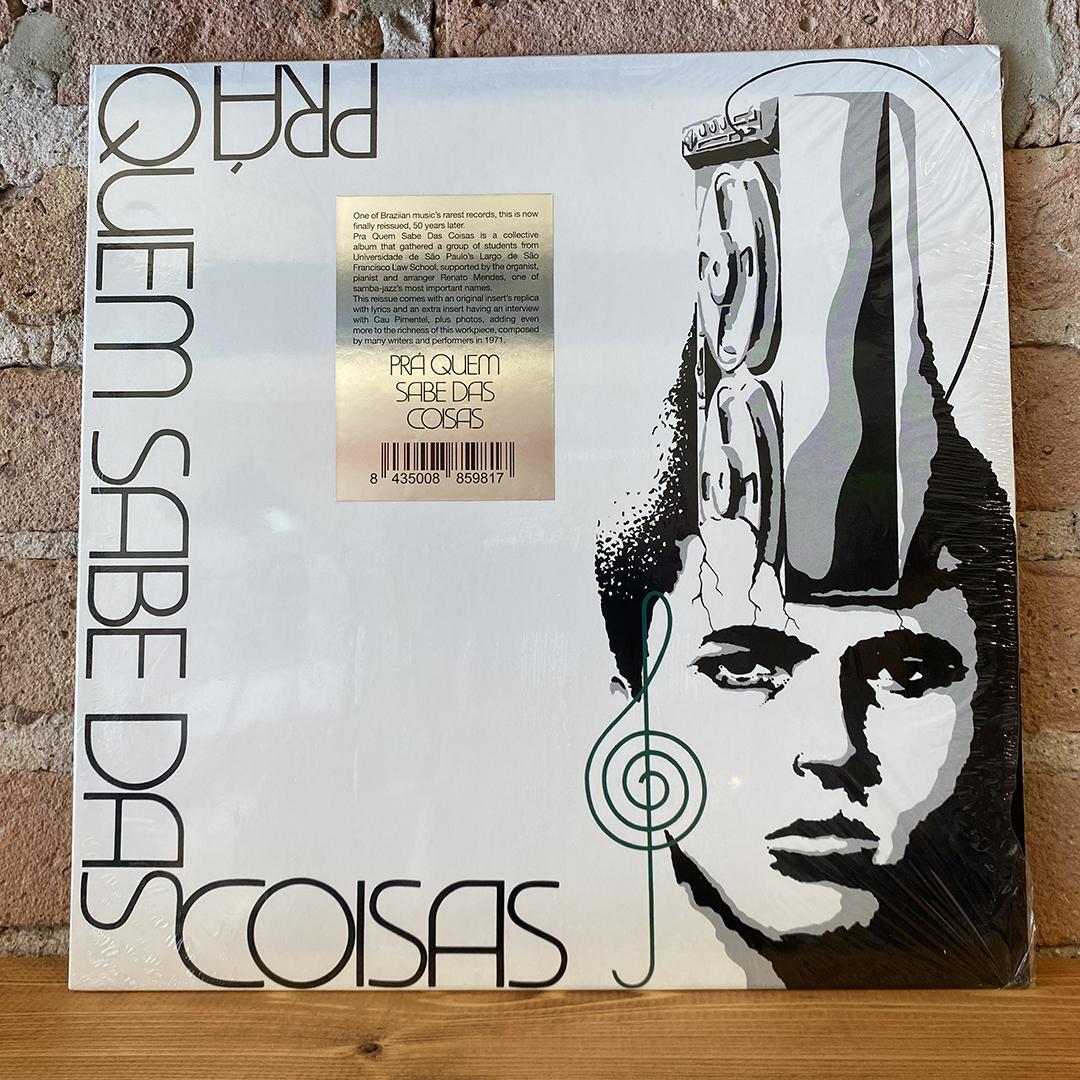 PRÁ
QUEM SABE DAS
COISAS
One of Braziian music's rarest records, this is now
finally reissued, 50 years later.
Pra Quem Sabe Das Coisas is a collective
album that gathered a group of students from
Universidade de São Paulo's Largo de São
Francisco Law School, supported by the organist,
pianist and arranger Renato Mendes, one of
samba-jazz's most important names.
This reissue comes with an original insert's replica
with lyrics and an extra insert having an interview
with Cau Pimentel, plus photos, adding even
more to the richness of this workpiece, composed
by many writers and performers in 1971.
PRÁ QUEM
SABE DAS
COISAS
8 435008 859817